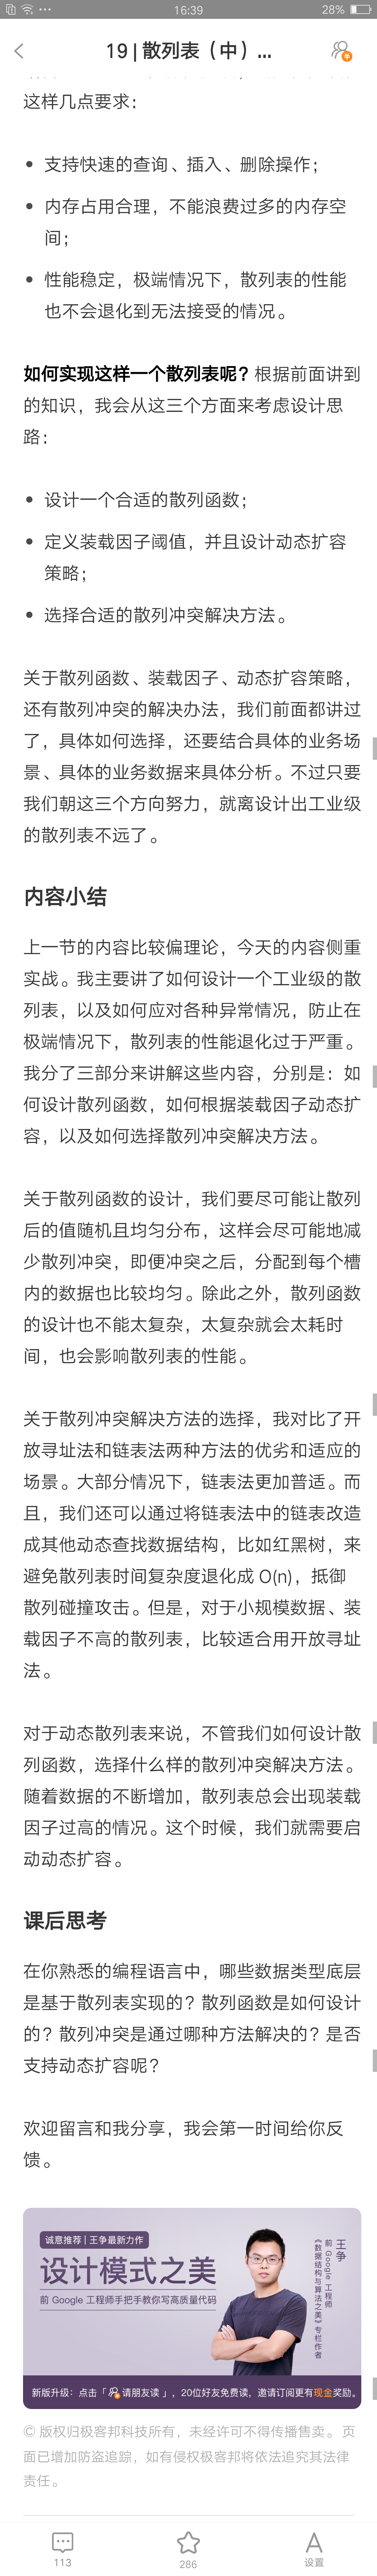 16:39
28%
19 | 散列表（中）...
这样几点要求：
支持快速的查询、插入、删除操作；
内存占用合理，不能浪费过多的内存空
间；
性能稳定，极端情况下，散列表的性能
也不会退化到无法接受的情况。
如何实现这样一个散列表呢？根据前面讲到
的知识，我会从这三个方面来考虑设计思
路：
设计一个合适的散列函数；
定义装载因子阈值，并且设计动态扩容
策略；
选择合适的散列冲突解决方法。
关于散列函数、装载因子、动态扩容策略，
还有散列冲突的解决办法，我们前面都讲过
了，具体如何选择，还要结合具体的业务场
景、具体的业务数据来具体分析。不过只要
我们朝这三个方向努力，就离设计出工业级
的散列表不远了。
内容小结
上一节的内容比较偏理论，今天的内容侧重
实战。我主要讲了如何设计一个工业级的散
列表，以及如何应对各种异常情况，防止在
极端情况下，散列表的性能退化过于严重。
我分了三部分来讲解这些内容，分别是：如
何设计散列函数，如何根据装载因子动态扩
容，以及如何选择散列冲突解决方法。
关于散列函数的设计，我们要尽可能让散列
后的值随机且均匀分布，这样会尽可能地减
少散列冲突，即便冲突之后，分配到每个槽
内的数据也比较均匀。除此之外，散列函数
的设计也不能太复杂，太复杂就会太耗时
间，也会影响散列表的性能。
关于散列冲突解决方法的选择，我对比了开
放寻址法和链表法两种方法的优劣和适应的
场景。大部分情况下，链表法更加普适。而
且，我们还可以通过将链表法中的链表改造
成其他动态查找数据结构，比如红黑树，来
避免散列表时间复杂度退化成 O(n)，抵御
散列碰撞攻击。但是，对于小规模数据、装
载因子不高的散列表，比较适合用开放寻址
法。
对于动态散列表来说，不管我们如何设计散
列函数，选择什么样的散列冲突解决方法。
随着数据的不断增加，散列表总会出现装载
因子过高的情况。这个时候，我们就需要启
动动态扩容。
课后思考
在你熟悉的编程语言中，哪些数据类型底层
是基于散列表实现的？散列函数是如何设计
的？散列冲突是通过哪种方法解决的？是否
支持动态扩容呢？
欢迎留言和我分享，我会第一时间给你反
馈。
诚意推荐 | 王争最新力作
设计模式之美
前 Google 工程师手把手教你写高质量代码
王争
前 Google 工程师
《数据结构与算法之美》专栏作者
新版升级：点击「 请朋友读 」，20位好友免费读，邀请订阅更有现金奖励。
© 版权归极客邦科技所有，未经许可不得传播售卖。 页
面已增加防盗追踪，如有侵权极客邦将依法追究其法律
责任。
113
286
设置